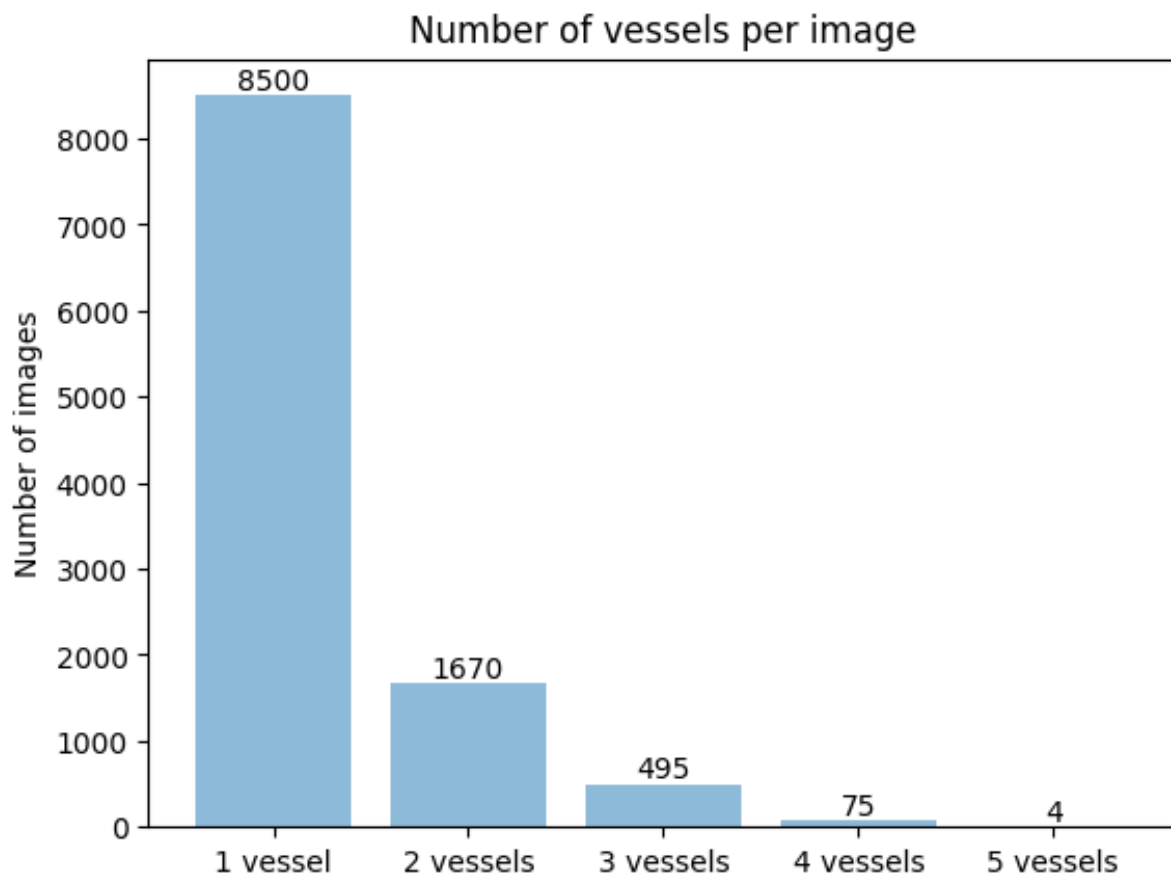 Number of vessels per image
Number of images
8000
7000
6000
5000
4000
3000
2000
1000
0
8500
1670
495
75
4
1 vessel
2 vessels
3 vessels
4 vessels
5 vessels